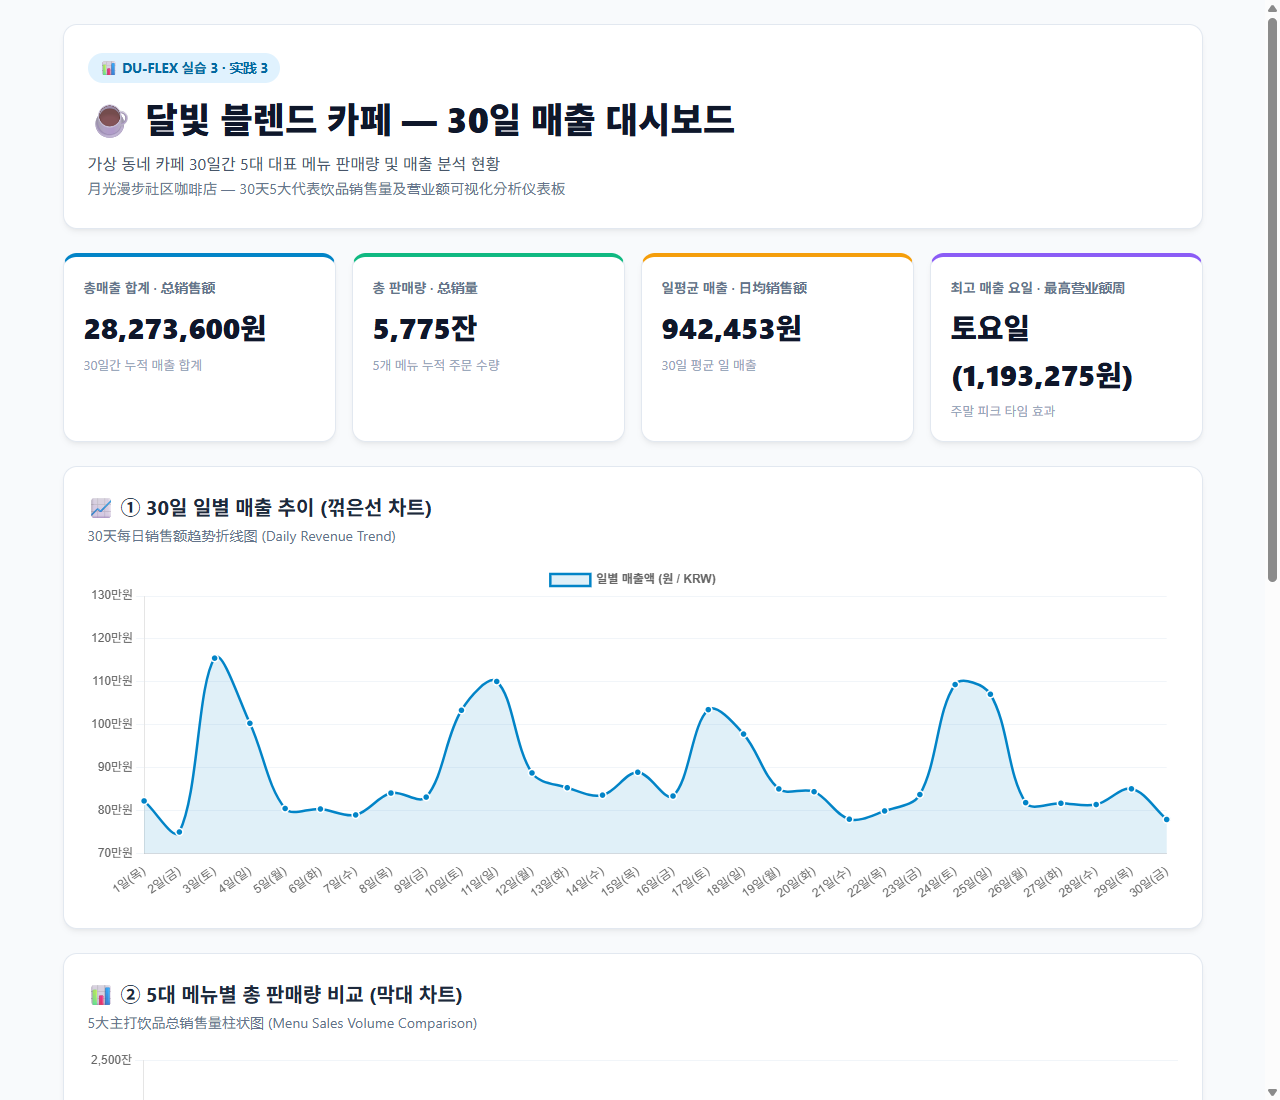 DU-FLEX 실습 3 · 实践 3
달빛 블렌드 카페 — 30일 매출 대시보드
가상 동네 카페 30일간 5대 대표 메뉴 판매량 및 매출 분석 현황
月光漫步社区咖啡店 — 30天5大代表饮品销售量及营业额可视化分析仪表板
총매출 합계 · 总销售额
28,273,600원
30일간 누적 매출 합계
총 판매량 · 总销量
5,775잔
5개 메뉴 누적 주문 수량
일평균 매출 · 日均销售额
942,453원
30일 평균 일 매출
최고 매출 요일 · 最高营业额周
토요일
(1,193,275원)
주말 피크 타임 효과
① 30일 일별 매출 추이 (꺾은선 차트)
30天每日销售额趋势折线图 (Daily Revenue Trend)
일별 매출액 (원 / KRW)
130만원
120만원
110만원
100만원
90만원
80만원
70만원
1일(목) 2일(금) 3일(토) 4일(일) 5일(월) 6일(화) 7일(수) 8일(목) 9일(금) 10일(토) 11일(일) 12일(월) 13일(화) 14일(수) 15일(목) 16일(금) 17일(토) 18일(일) 19일(월) 20일(화) 21일(수) 22일(목) 23일(금) 24일(토) 25일(일) 26일(월) 27일(화) 28일(수) 29일(목) 30일(금)
② 5대 메뉴별 총 판매량 비교 (막대 차트)
5大主打饮品总销售量柱状图 (Menu Sales Volume Comparison)
2,500잔